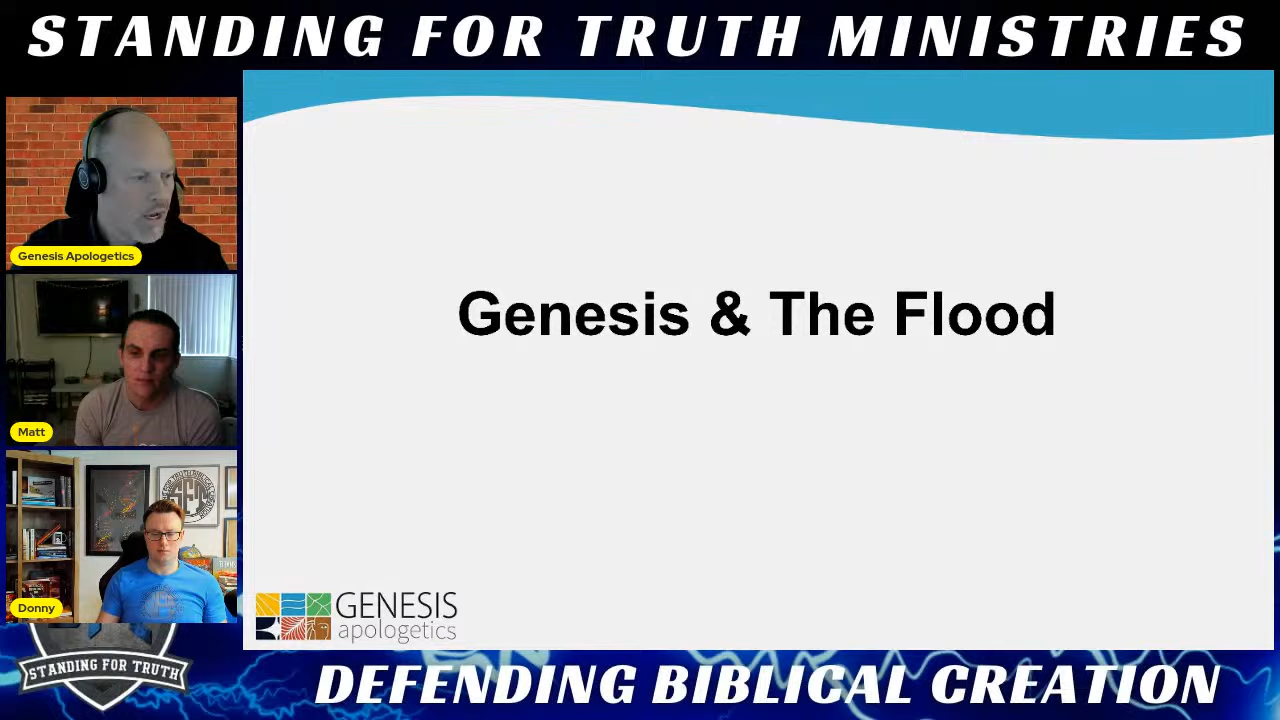 STANDING FOR TRUTH MINISTRIES
Genesis Apologetics
Matt
SFT
Donny
Genesis & The Flood
GENESIS
apologetics
STANDING FOR TRUTH
DEFENDING BIBLICAL CREATION